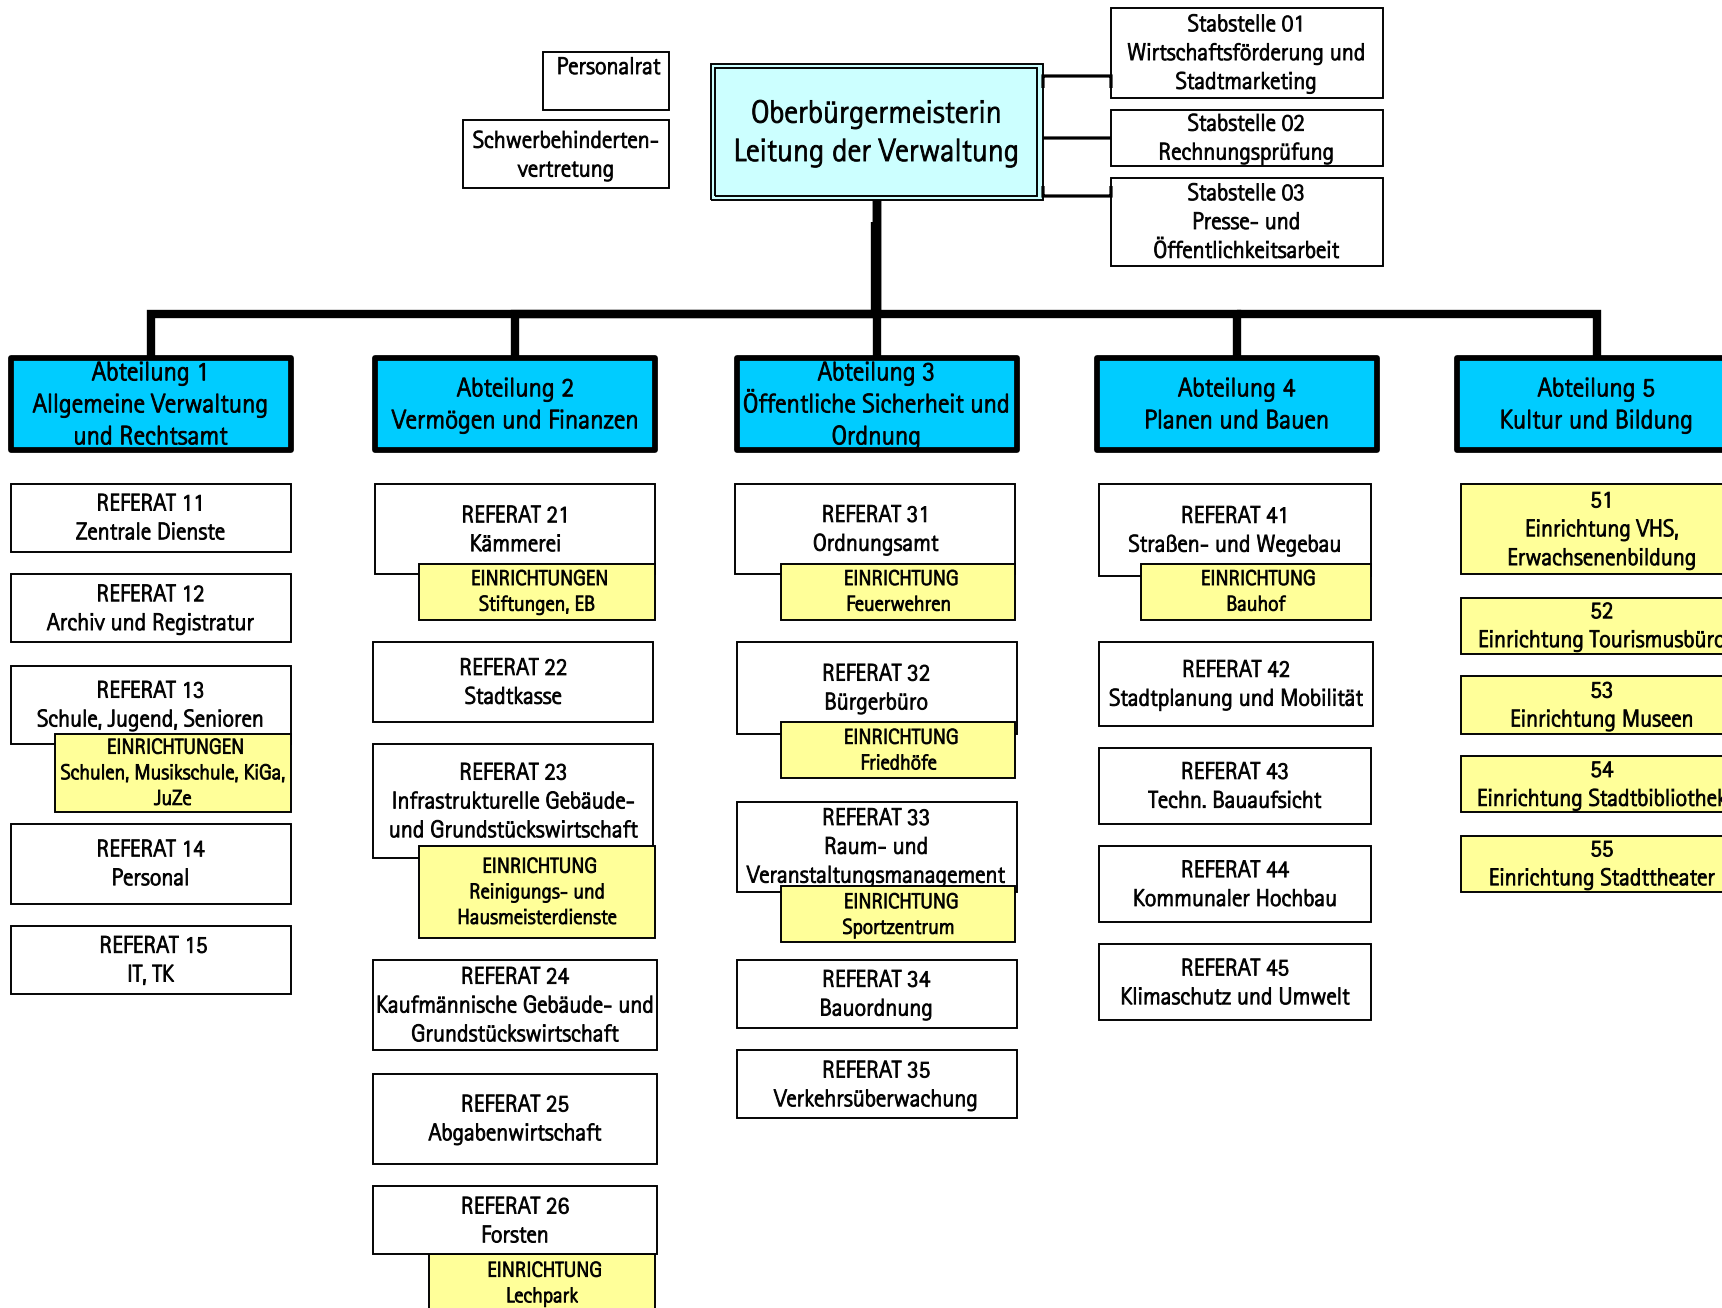 Personalrat
Schwerbehinderten-
vertretung
Oberbürgermeisterin
Leitung der Verwaltung
Stabstelle 01
Wirtschaftsförderung und
Stadtmarketing
Stabstelle 02
Rechnungsprüfung
Stabstelle 03
Presse- und
Öffentlichkeitsarbeit
Abteilung 1
Allgemeine Verwaltung
und Rechtsamt
REFERAT 11
Zentrale Dienste
REFERAT 12
Archiv und Registratur
REFERAT 13
Schule, Jugend, Senioren
EINRICHTUNGEN
Schulen, Musikschule, KiGa,
JuZe
REFERAT 14
Personal
REFERAT 15
IT, TK
Abteilung 2
Vermögen und Finanzen
REFERAT 21
Kämmerei
EINRICHTUNGEN
Stiftungen, EB
REFERAT 22
Stadtkasse
REFERAT 23
Infrastrukturelle Gebäude-
und Grundstückswirtschaft
EINRICHTUNG
Reinigungs- und
Hausmeisterdienste
REFERAT 24
Kaufmännische Gebäude- und
Grundstückswirtschaft
REFERAT 25
Abgabenwirtschaft
REFERAT 26
Forsten
EINRICHTUNG
Lechpark
Abteilung 3
Öffentliche Sicherheit und
Ordnung
REFERAT 31
Ordnungsamt
EINRICHTUNG
Feuerwehren
REFERAT 32
Bürgerbüro
EINRICHTUNG
Friedhöfe
REFERAT 33
Raum- und
Veranstaltungsmanagement
EINRICHTUNG
Sportzentrum
REFERAT 34
Bauordnung
REFERAT 35
Verkehrsüberwachung
Abteilung 4
Planen und Bauen
REFERAT 41
Straßen- und Wegebau
EINRICHTUNG
Bauhof
REFERAT 42
Stadtplanung und Mobilität
REFERAT 43
Techn. Bauaufsicht
REFERAT 44
Kommunaler Hochbau
REFERAT 45
Klimaschutz und Umwelt
Abteilung 5
Kultur und Bildung
51
Einrichtung VHS,
Erwachsenenbildung
52
Einrichtung Tourismusbüro
53
Einrichtung Museen
54
Einrichtung Stadtbibliothek
55
Einrichtung Stadttheater